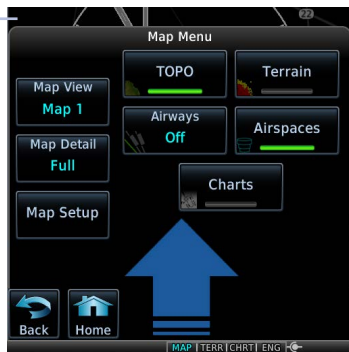 22
Map Menu
TOPO
Terrain
Map View
Map 1
Airways
Off
Airspaces
Map Detail
Full
Charts
Map Setup
Back
Home
MAP TERR CHRT ENG